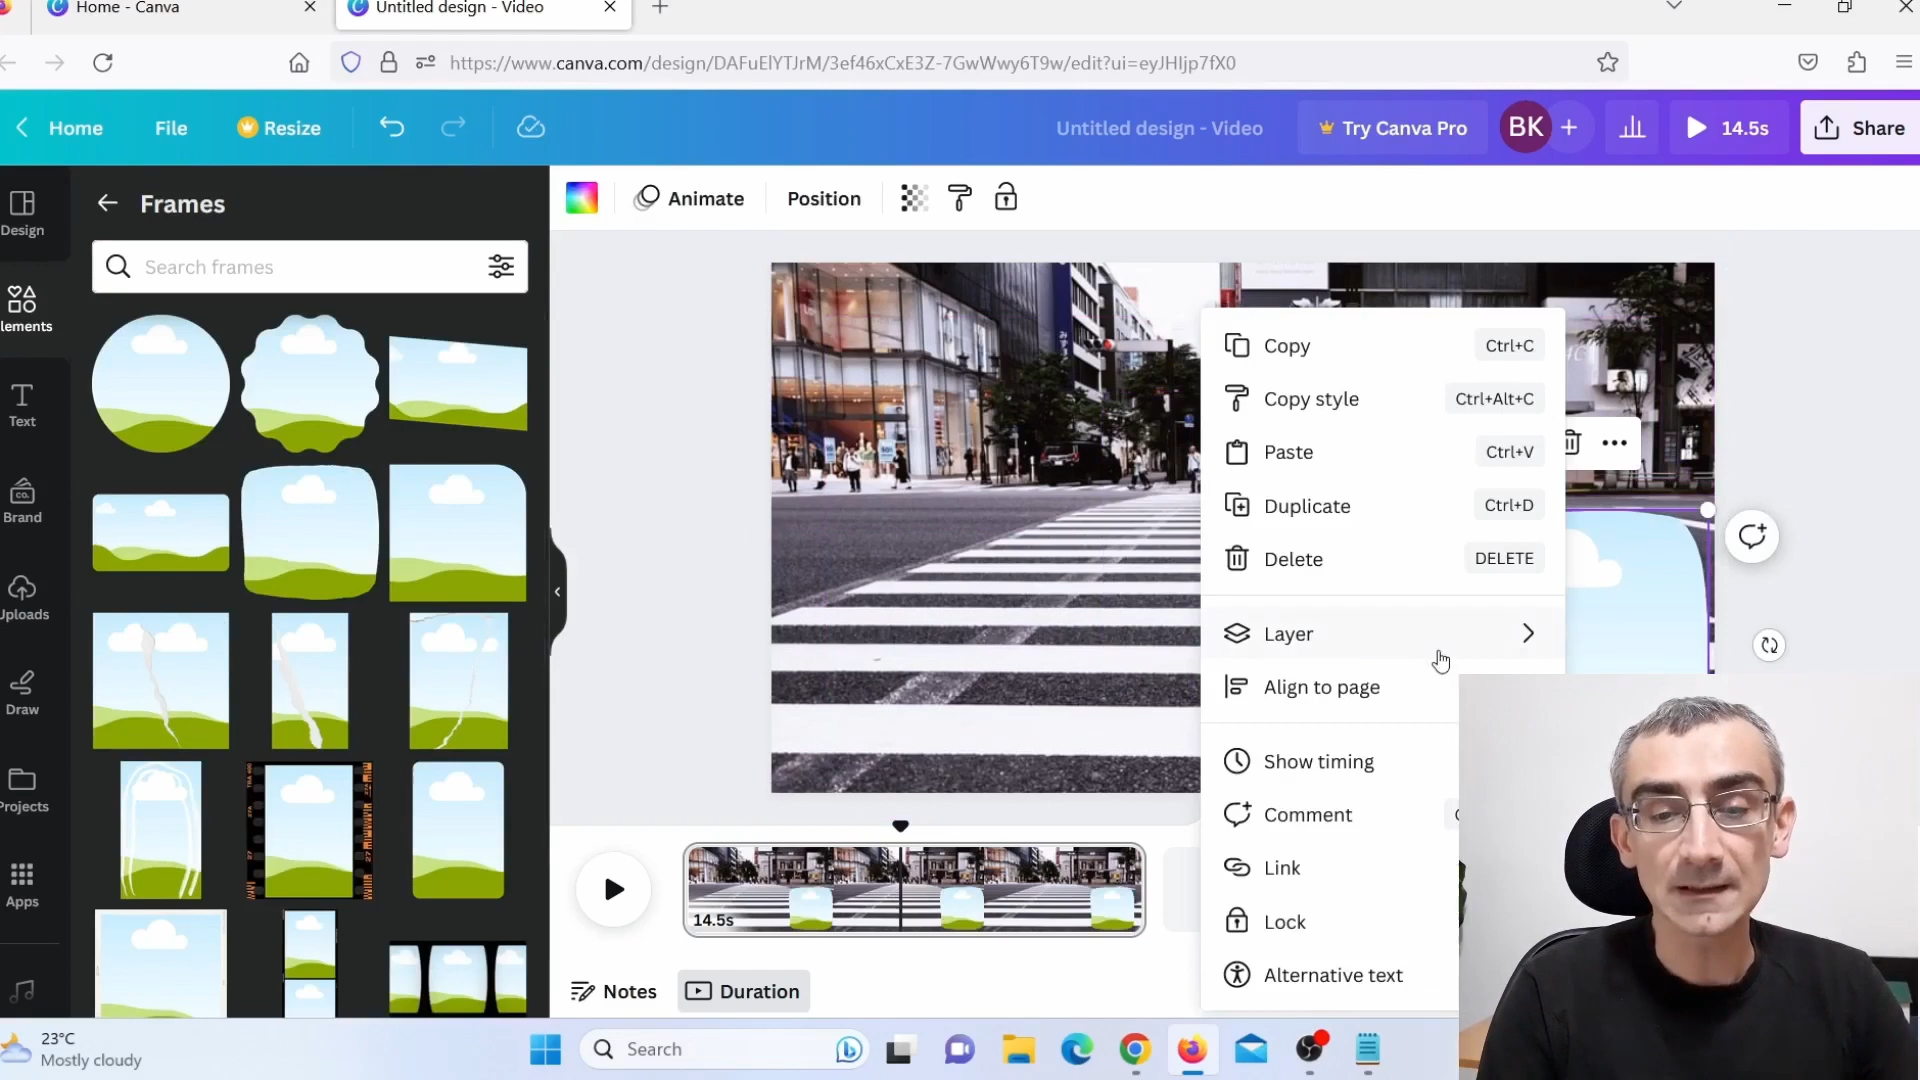 Home - Canva
Untitled design - Video
https://www.canva.com/design/DAFuElYTJrM/3ef46xCxE3Z-7GwWwy6T9w/edit?ui=eyJHIjp7fX0
Home
File
Resize
Untitled design - Video
Try Canva Pro
BK
14.5s
Share
Frames
Animate
Position
Design
Search frames
lements
Text
Brand
Uploads
Draw
Projects
Apps
Copy
Ctrl+C
Copy style
Ctrl+Alt+C
Paste
Ctrl+V
Duplicate
Ctrl+D
Delete
DELETE
Layer
Align to page
Show timing
Comment
Link
Lock
Alternative text
14.5s
Notes
Duration
23°C
Mostly cloudy
Search